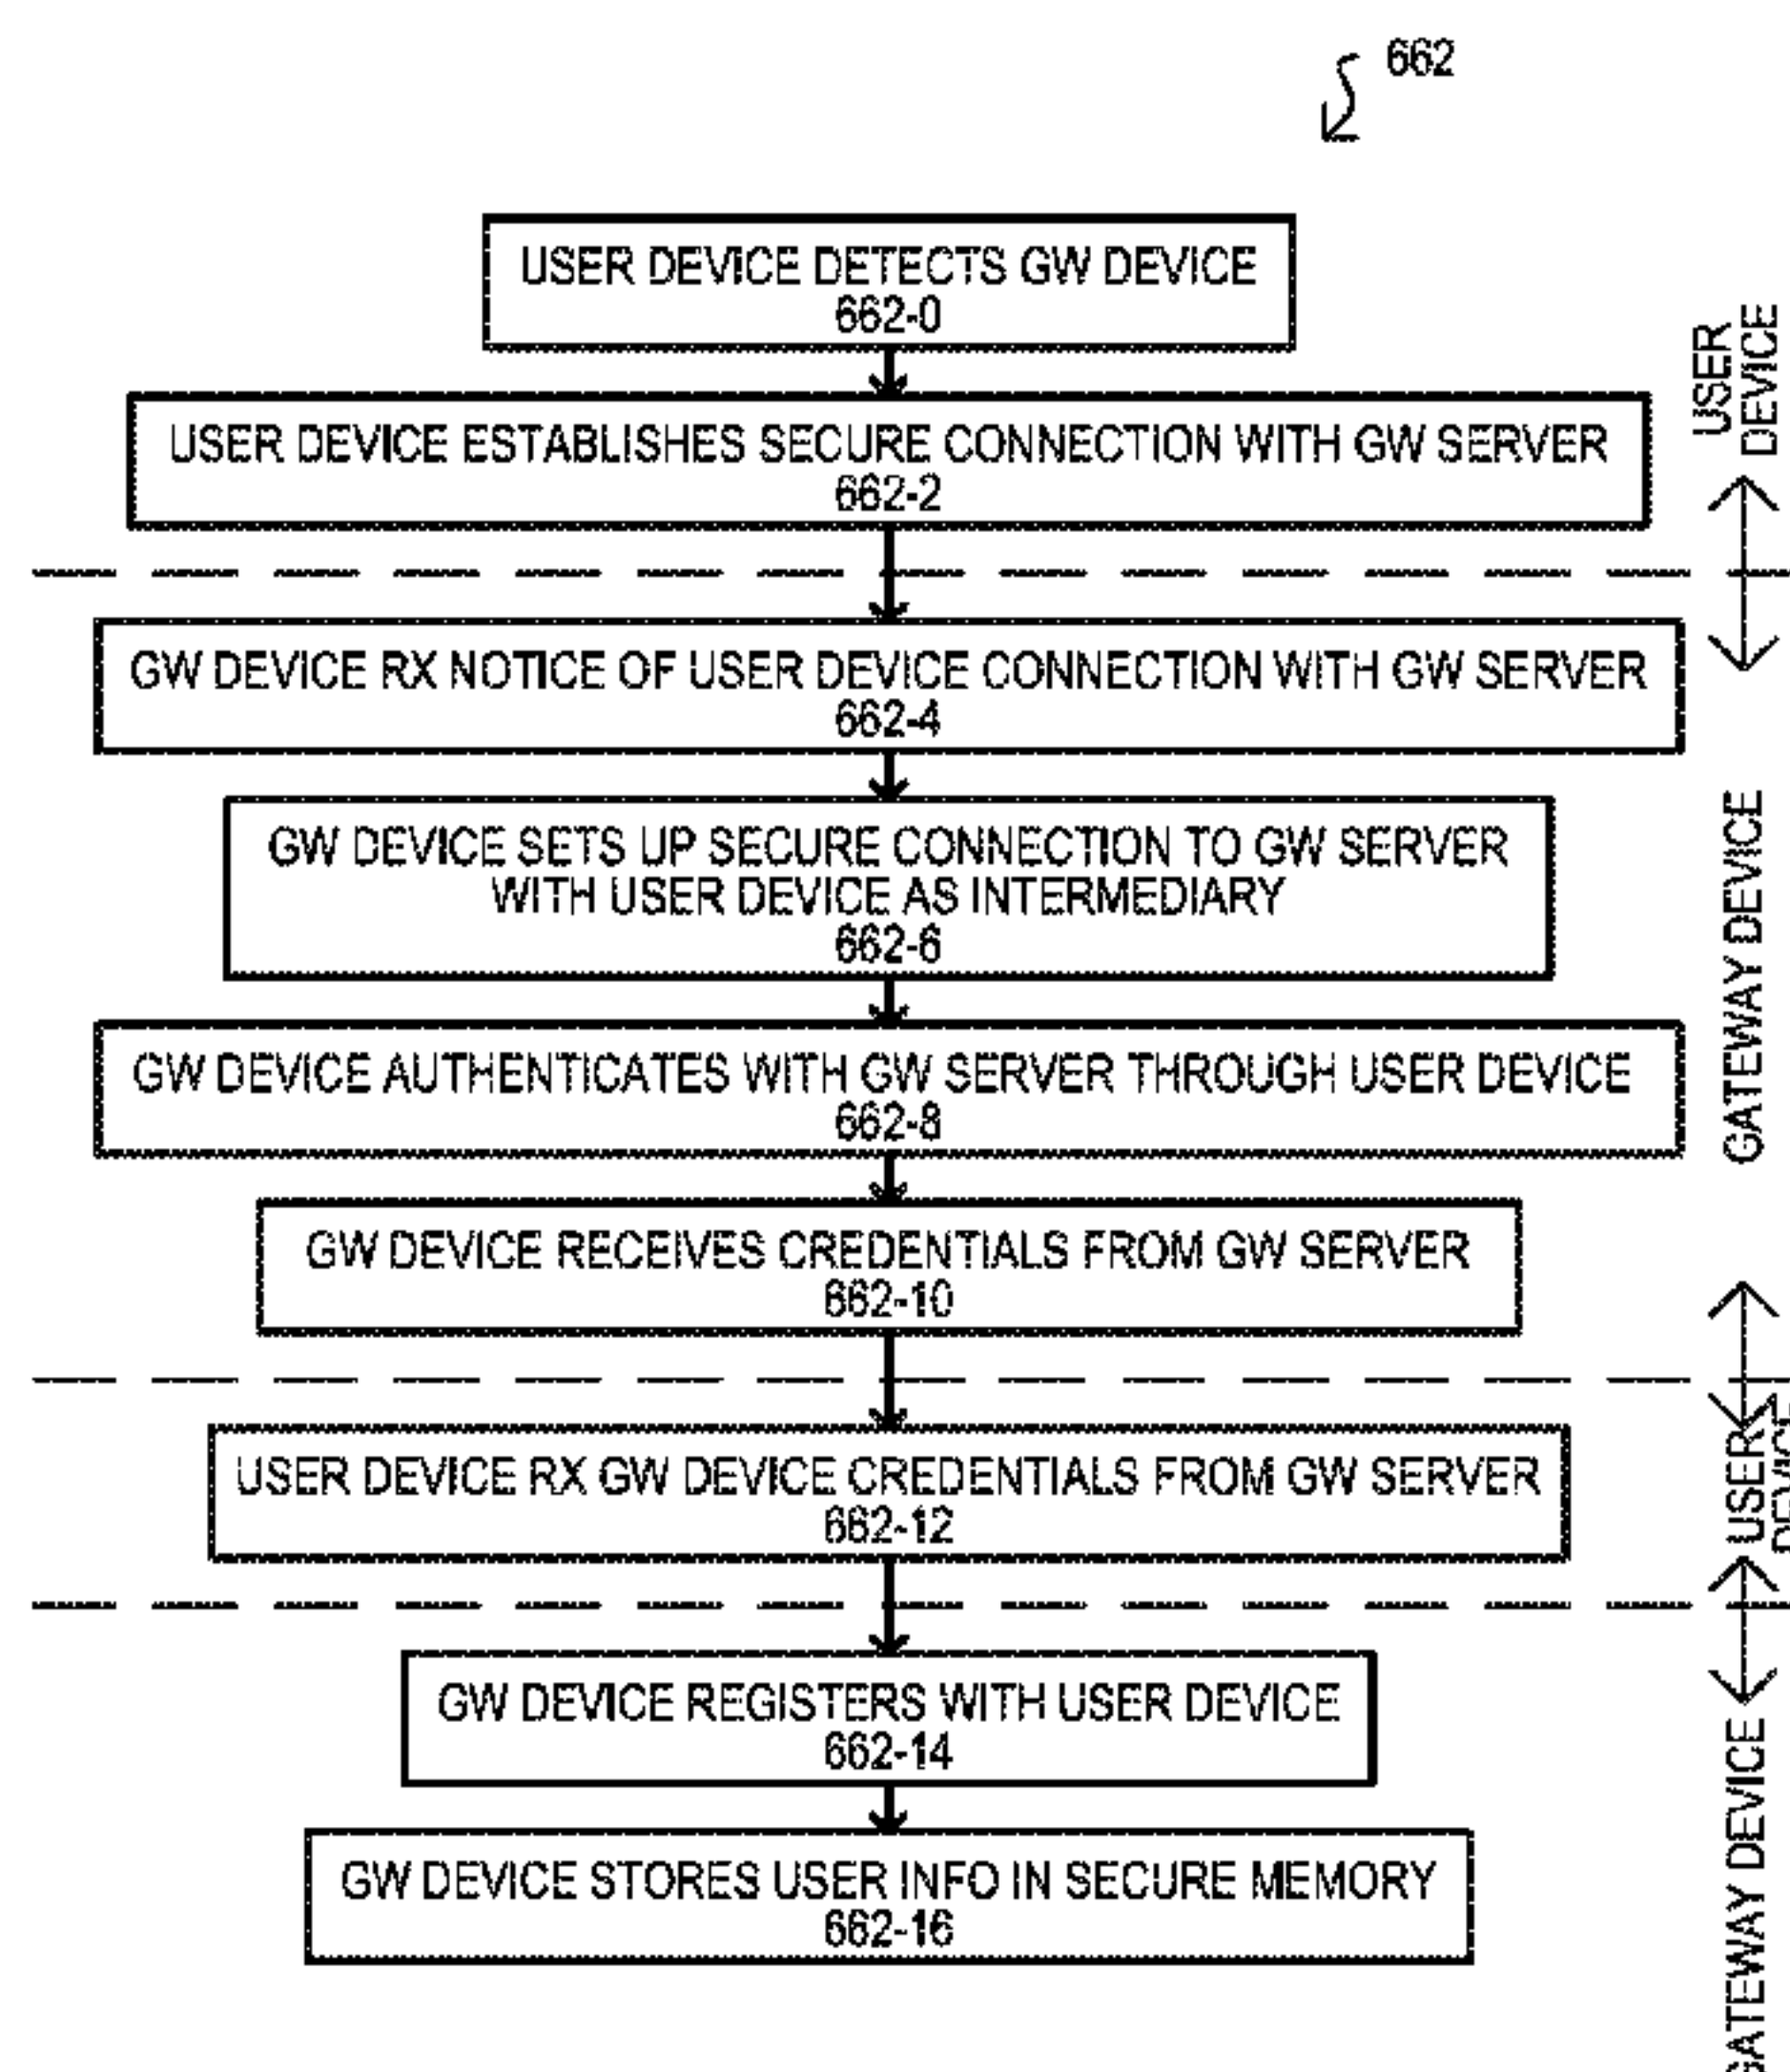 662
USER DEVICE DETECTS GW DEVICE
662-0
USER DEVICE ESTABLISHES SECURE CONNECTION WITH GW SERVER
662-2
USER
DEVICE
GW DEVICE RX NOTICE OF USER DEVICE CONNECTION WITH GW SERVER
662-4
GW DEVICE SETS UP SECURE CONNECTION TO GW SERVER
WITH USER DEVICE AS INTERMEDIARY
662-6
GW DEVICE AUTHENTICATES WITH GW SERVER THROUGH USER DEVICE
662-8
GW DEVICE RECEIVES CREDENTIALS FROM GW SERVER
662-10
GATEWAY DEVICE
USER DEVICE RX GW DEVICE CREDENTIALS FROM GW SERVER
662-12
USER
DEVICE
GW DEVICE REGISTERS WITH USER DEVICE
662-14
GW DEVICE STORES USER INFO IN SECURE MEMORY
662-16
GATEWAY DEVICE